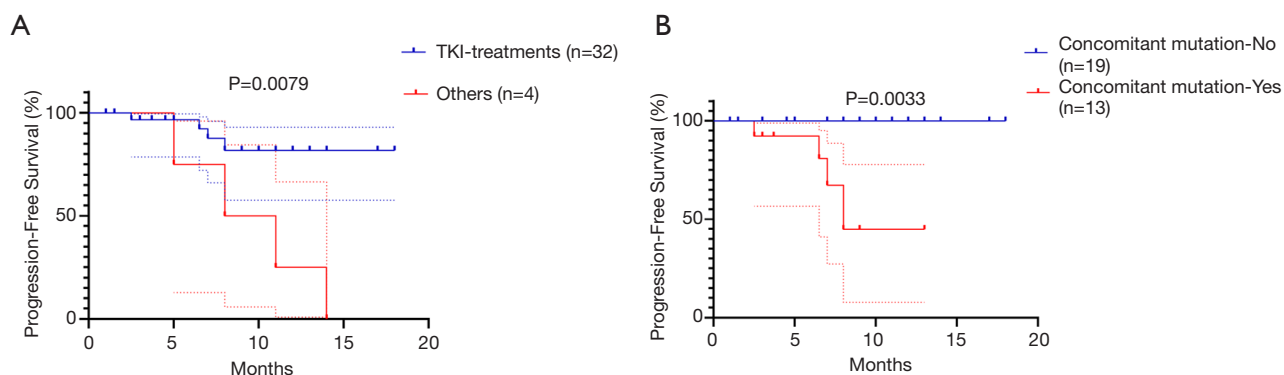 A
TKI-treatments (n=32)
Others (n=4)
P=0.0079
Progression-Free Survival (%)
100
50
0
0 5 10 15 20
Months
B
Concomitant mutation-No
(n=19)
Concomitant mutation-Yes
(n=13)
P=0.0033
Progression-Free Survival (%)
100
50
0
0 5 10 15 20
Months